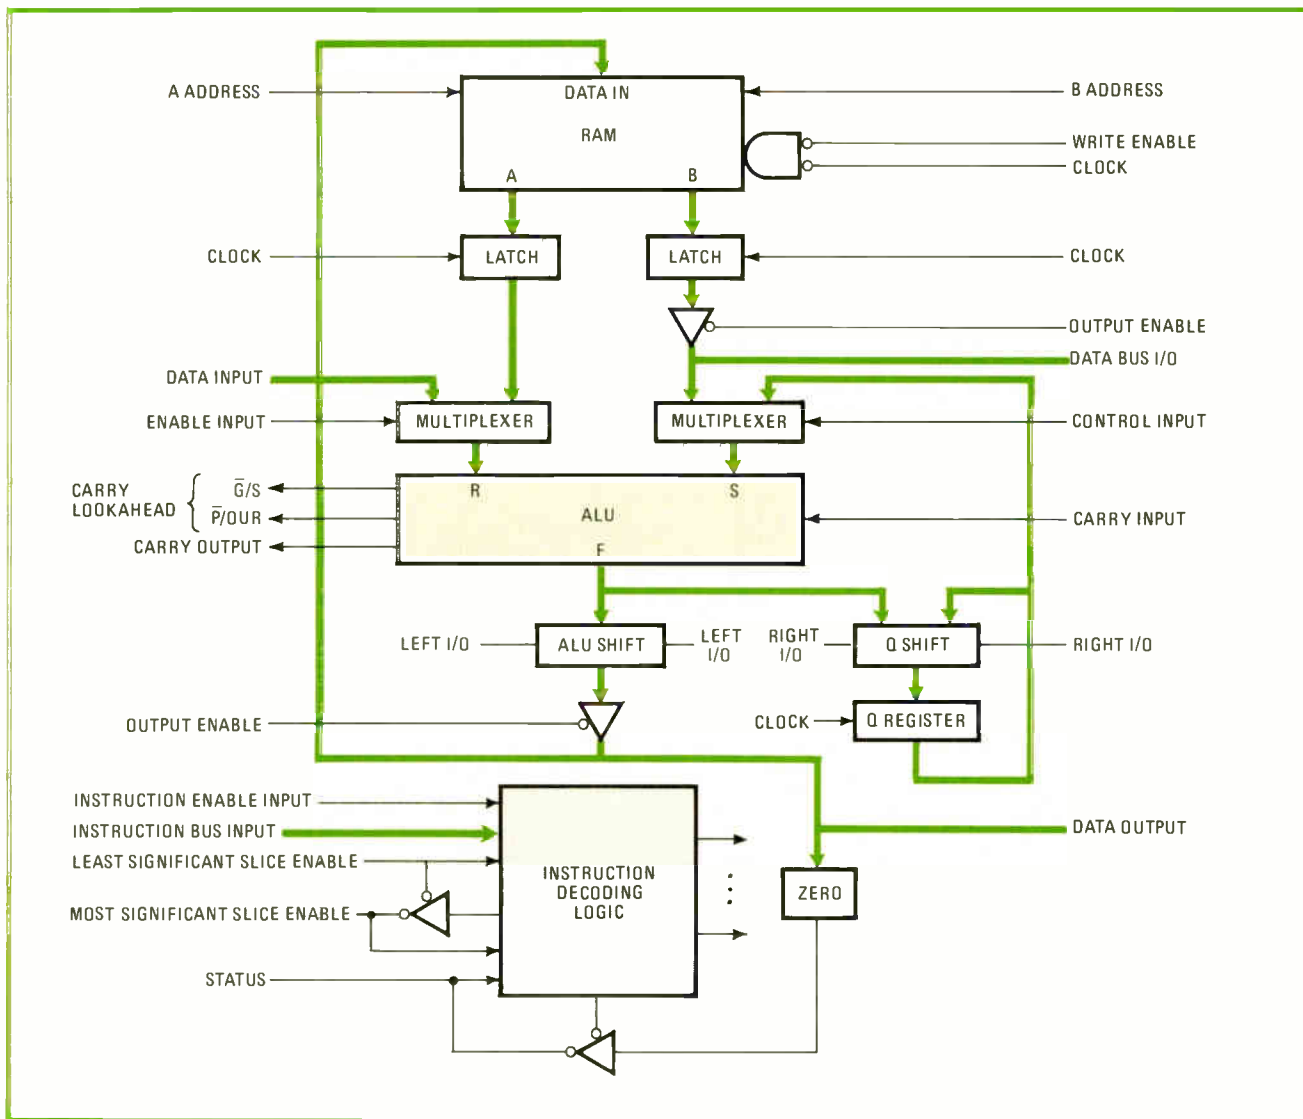 DATA IN
A ADDRESS
B ADDRESS
RAM
WRITE ENABLE
CLOCK
A
B
CLOCK
LATCH
LATCH
CLOCK
OUTPUT ENABLE
DATA BUS I/O
DATA INPUT
ENABLE INPUT
MULTIPLEXER
MULTIPLEXER
CONTROL INPUT
CARRY
LOOKAHEAD
G̅/S
P̅/OUR
R
S
ALU
CARRY INPUT
CARRY OUTPUT
F
LEFT I/O
ALU SHIFT
LEFT
I/O
RIGHT
I/O
Q SHIFT
RIGHT I/O
OUTPUT ENABLE
CLOCK
Q REGISTER
INSTRUCTION ENABLE INPUT
INSTRUCTION BUS INPUT
LEAST SIGNIFICANT SLICE ENABLE
MOST SIGNIFICANT SLICE ENABLE
STATUS
INSTRUCTION
DECODING
LOGIC
DATA OUTPUT
ZERO